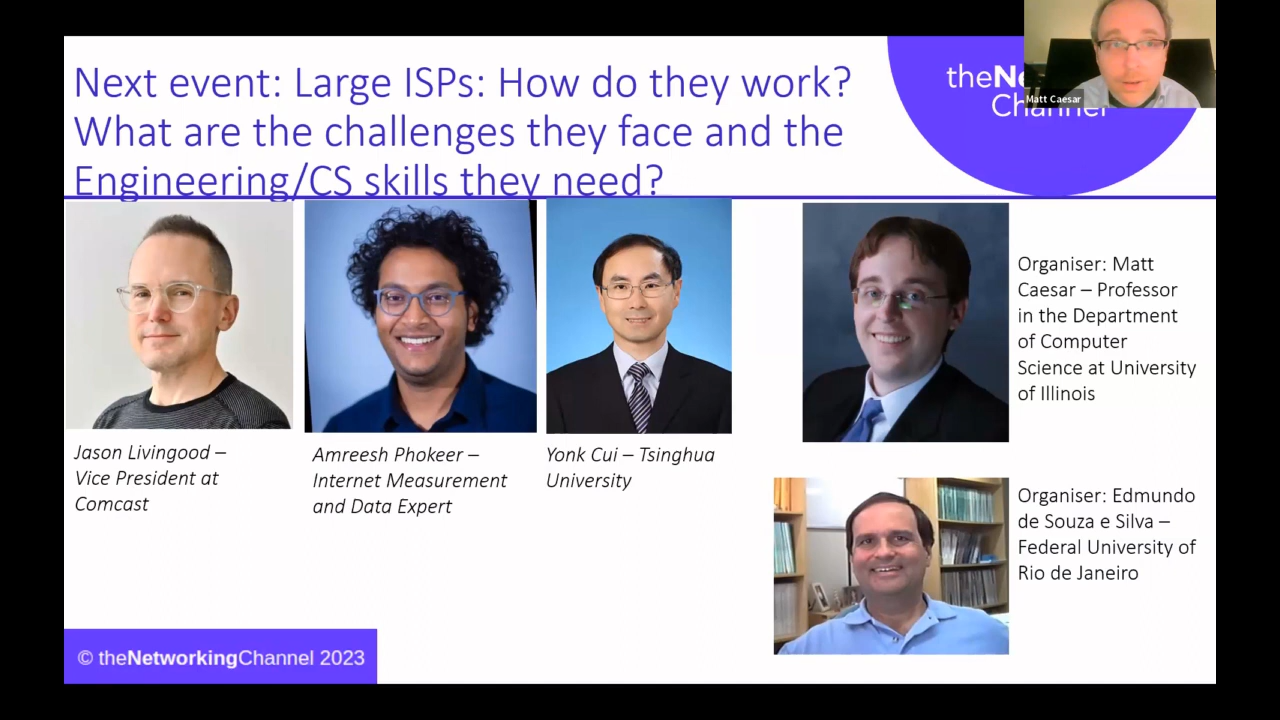 Next event: Large ISPs: How do they work?
What are the challenges they face and the
Engineering/CS skills they need?
theNe
Channel
Matt Caesar
Jason Livingood –
Vice President at
Comcast
Amreesh Phokeer –
Internet Measurement
and Data Expert
Yonk Cui – Tsinghua
University
Organiser: Matt
Caesar – Professor
in the Department
of Computer
Science at University
of Illinois
Organiser: Edmundo
de Souza e Silva –
Federal University of
Rio de Janeiro
© theNetworkingChannel 2023